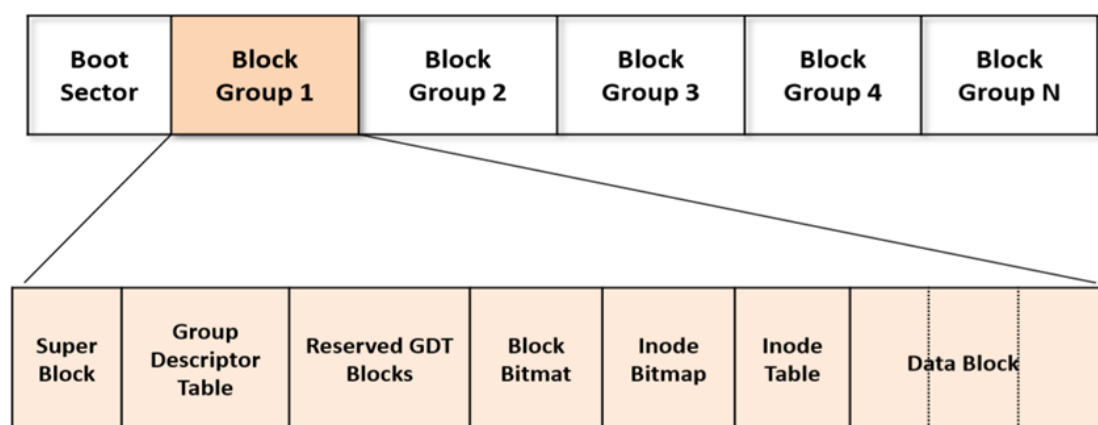 Boot
Sector
Block
Group 1
Block
Group 2
Block
Group 3
Block
Group 4
Block
Group N
Super
Block
Group
Descriptor
Table
Reserved GDT
Blocks
Block
Bitmat
Inode
Bitmap
Inode
Table
Data Block